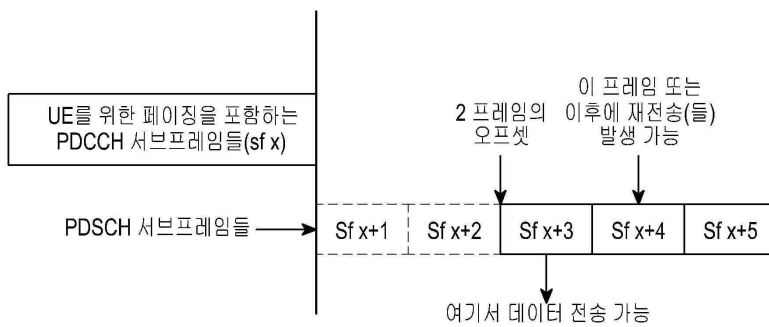 UE를 위한 페이징을 포함하는
PDCCH 서브프레임들(sf x)
2 프레임의
오프셋
이 프레임 또는
이후에 재전송(들)
발생 가능
PDSCH 서브프레임들
Sf x+1
Sf x+2
Sf x+3
Sf x+4
Sf x+5
여기서 데이터 전송 가능